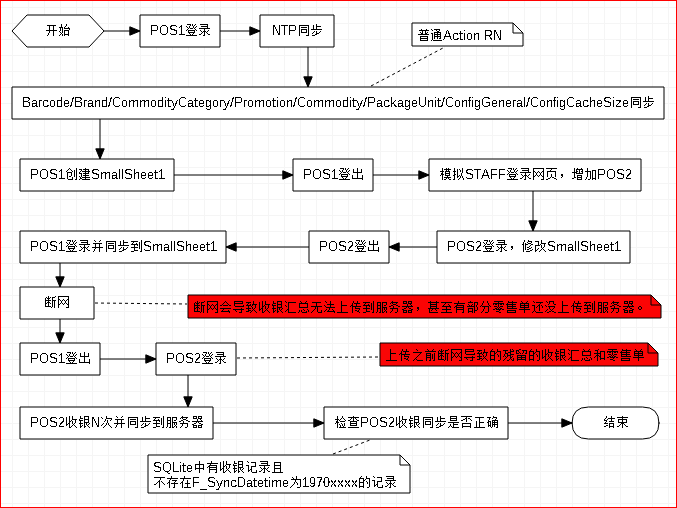 开始
POS1登录
NTP同步
普通Action RN
Barcode/Brand/CommodityCategory/Promotion/Commodity/PackageUnit/ConfigGeneral/ConfigCacheSize同步
POS1创建SmallSheet1
POS1登出
模拟STAFF登录网页，增加POS2
POS1登录并同步到SmallSheet1
POS2登出
POS2登录，修改SmallSheet1
断网
断网会导致收银汇总无法上传到服务器，甚至有部分零售单还没上传到服务器。
POS1登出
POS2登录
上传之前断网导致的残留的收银汇总和零售单
POS2收银N次并同步到服务器
检查POS2收银同步是否正确
结束
SQLite中有收银记录且
不存在F_SyncDatetime为1970xxxx的记录